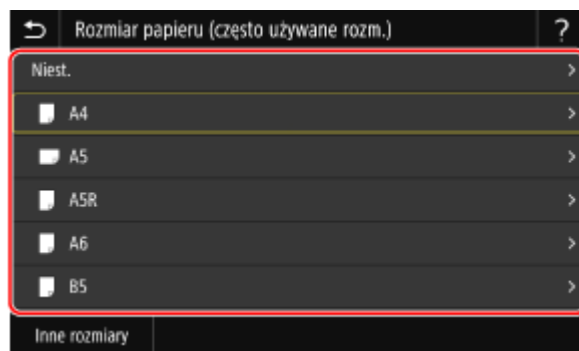 Rozmiar papieru (często używane rozm.) ?
Niest.
A4
A5
A5R
A6
B5
Inne rozmiary